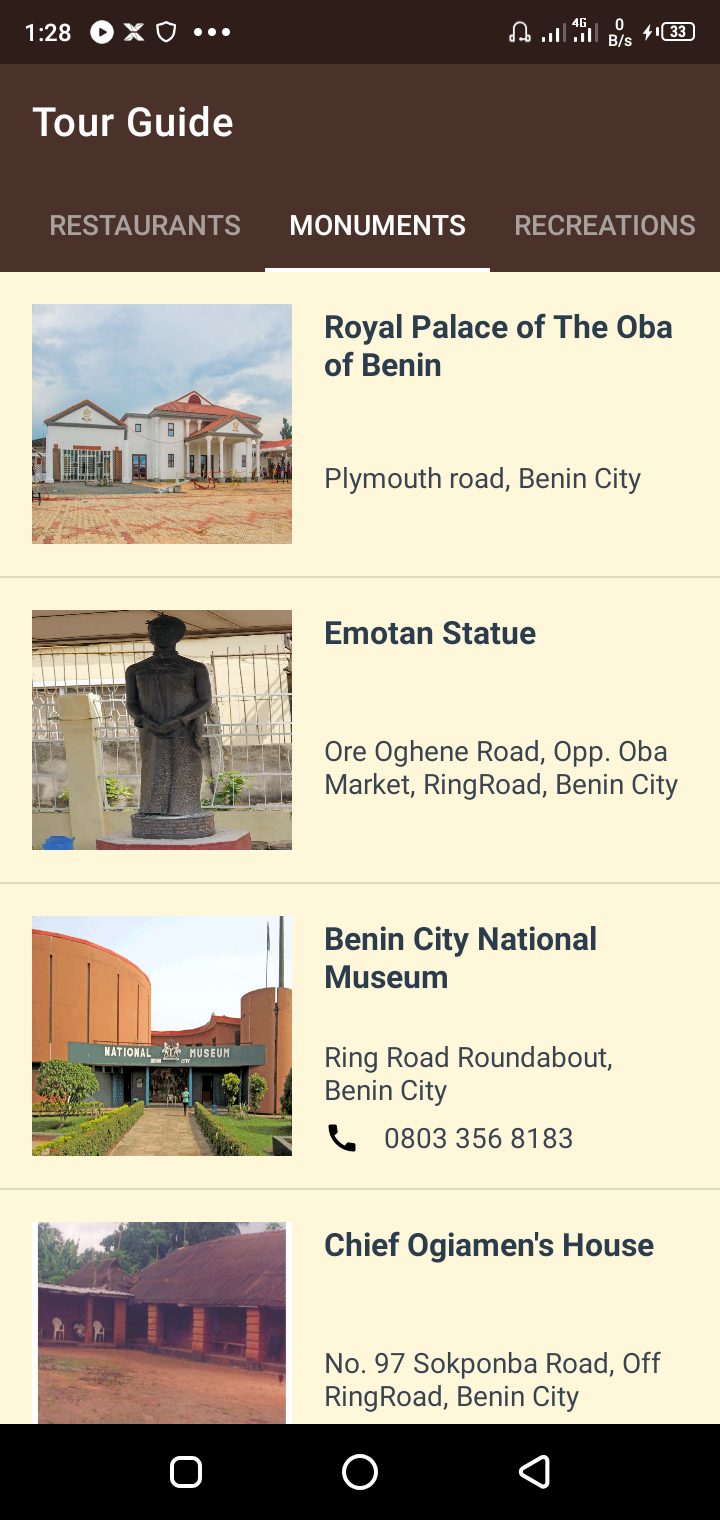 1:28
4G
0
B/s
33
Tour Guide
RESTAURANTS
MONUMENTS
RECREATIONS
Royal Palace of The Oba
of Benin
Plymouth road, Benin City
Emotan Statue
Ore Oghene Road, Opp. Oba
Market, RingRoad, Benin City
NATIONAL MUSEUM
BENIN CITY
Benin City National
Museum
Ring Road Roundabout,
Benin City
0803 356 8183
Chief Ogiamen's House
No. 97 Sokponba Road, Off
RingRoad, Benin City